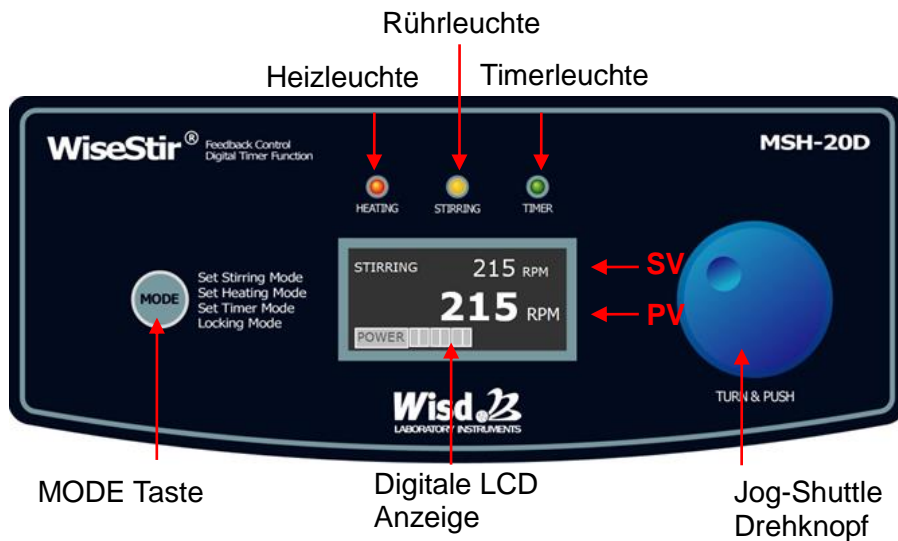 Rührleuchte
Heizleuchte
Timerleuchte
WiseStir®
Feedback Control
Digital Timer Function
MSH-20D
HEATING
STIRRING
TIMER
STIRRING 215 RPM
SV
215 RPM
PV
POWER
MODE
Set Stirring Mode
Set Heating Mode
Set Timer Mode
Locking Mode
TURN & PUSH
Wisd
LABORATORY INSTRUMENTS
MODE Taste
Digitale LCD
Anzeige
Jog-Shuttle
Drehknopf